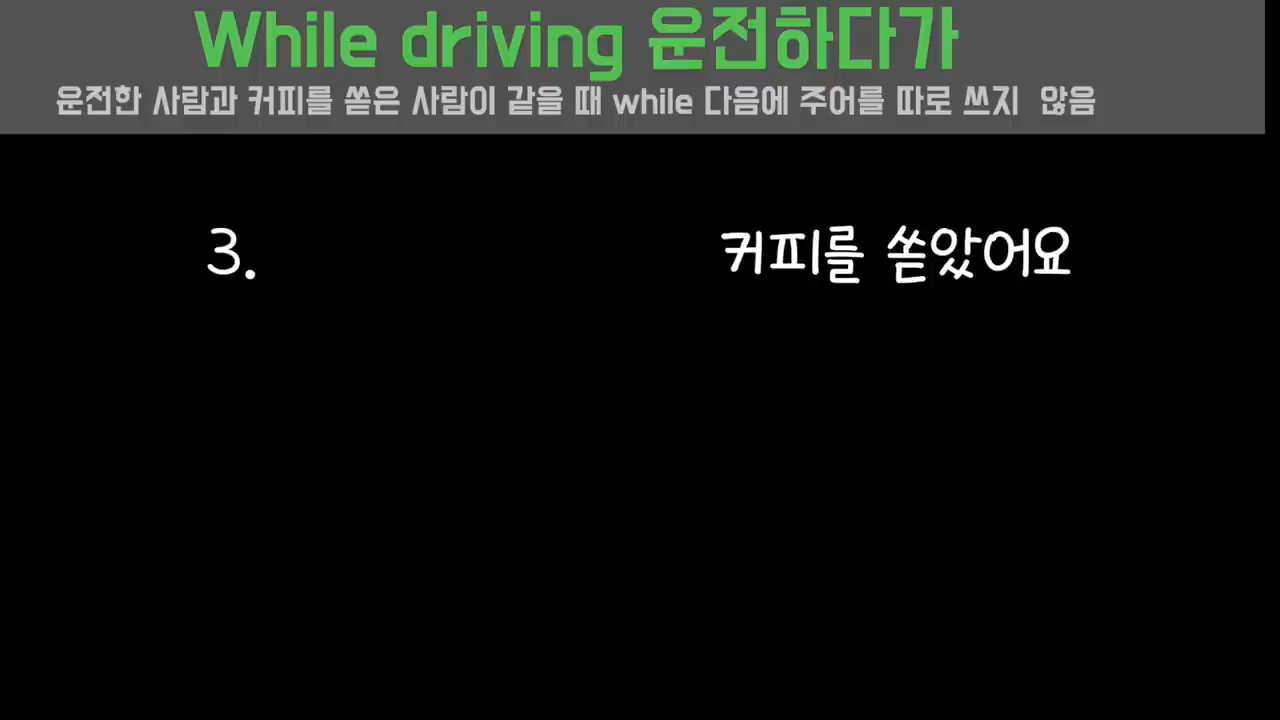 While driving 운전하다가
운전한 사람과 커피를 쏟은 사람이 같을 때 while 다음에 주어를 따로 쓰지 않음
3. 커피를 쏟았어요